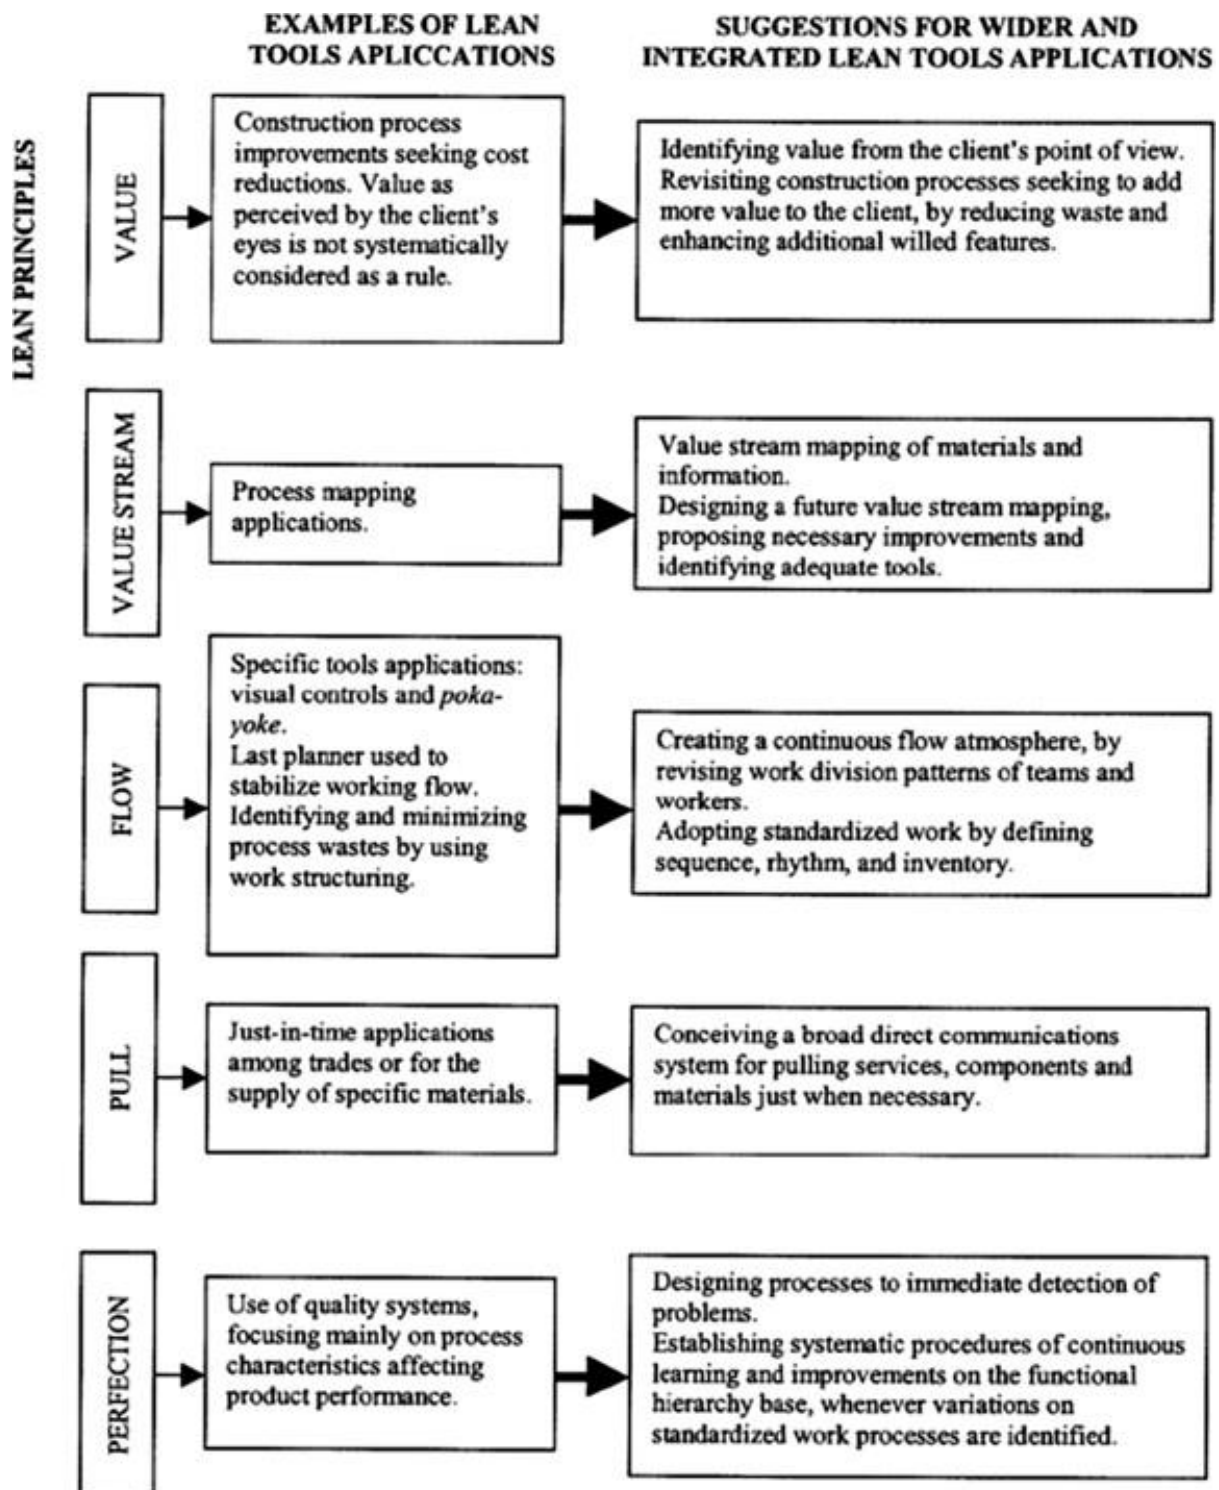 EXAMPLES OF LEAN
TOOLS APLICCATIONS
SUGGESTIONS FOR WIDER AND
INTEGRATED LEAN TOOLS APPLICATIONS
LEAN PRINCIPLES
VALUE
Construction process
improvements seeking cost
reductions. Value as
perceived by the client's
eyes is not systematically
considered as a rule.
Identifying value from the client's point of view.
Revisiting construction processes seeking to add
more value to the client, by reducing waste and
enhancing additional willed features.
VALUE STREAM
Process mapping
applications.
Value stream mapping of materials and
information.
Designing a future value stream mapping,
proposing necessary improvements and
identifying adequate tools.
FLOW
Specific tools applications:
visual controls and poka-
yoke.
Last planner used to
stabilize working flow.
Identifying and minimizing
process wastes by using
work structuring.
Creating a continuous flow atmosphere, by
revising work division patterns of teams and
workers.
Adopting standardized work by defining
sequence, rhythm, and inventory.
PULL
Just-in-time applications
among trades or for the
supply of specific materials.
Conceiving a broad direct communications
system for pulling services, components and
materials just when necessary.
PERFECTION
Use of quality systems,
focusing mainly on process
characteristics affecting
product performance.
Designing processes to immediate detection of
problems.
Establishing systematic procedures of continuous
learning and improvements on the functional
hierarchy base, whenever variations on
standardized work processes are identified.